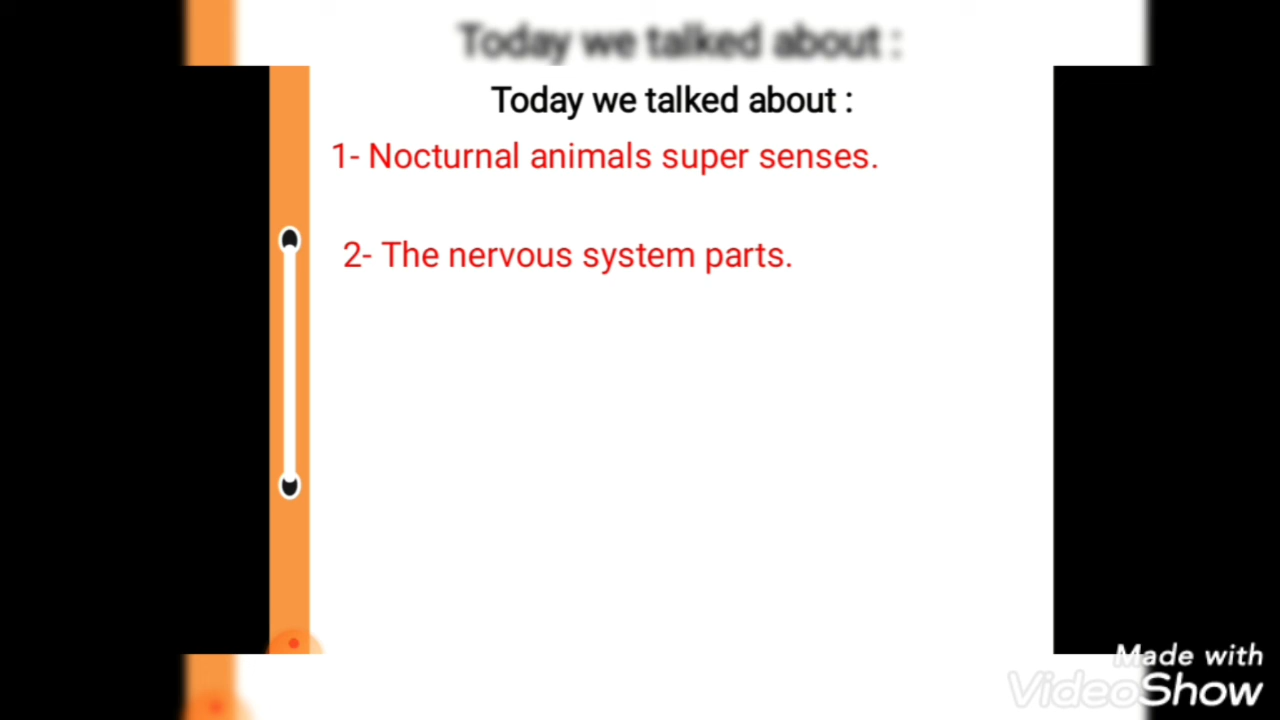 Today we talked about :
Today we talked about :
1- Nocturnal animals super senses.
2- The nervous system parts.
Made with
VideoShow